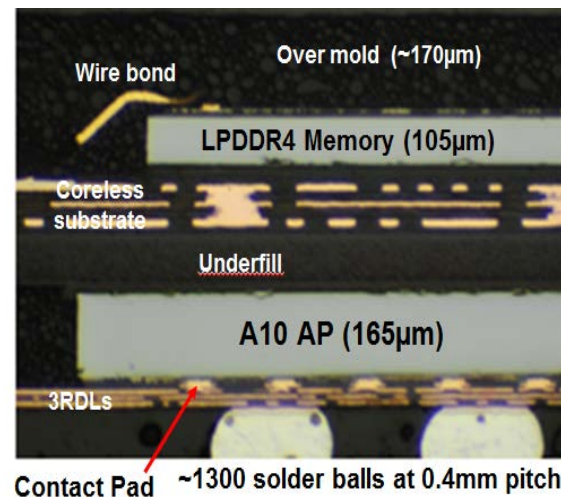 Over mold (~170µm)
Wire bond
LPDDR4 Memory (105µm)
Coreless
substrate
Underfill
A10 AP (165µm)
3RDLs
Contact Pad
~1300 solder balls at 0.4mm pitch